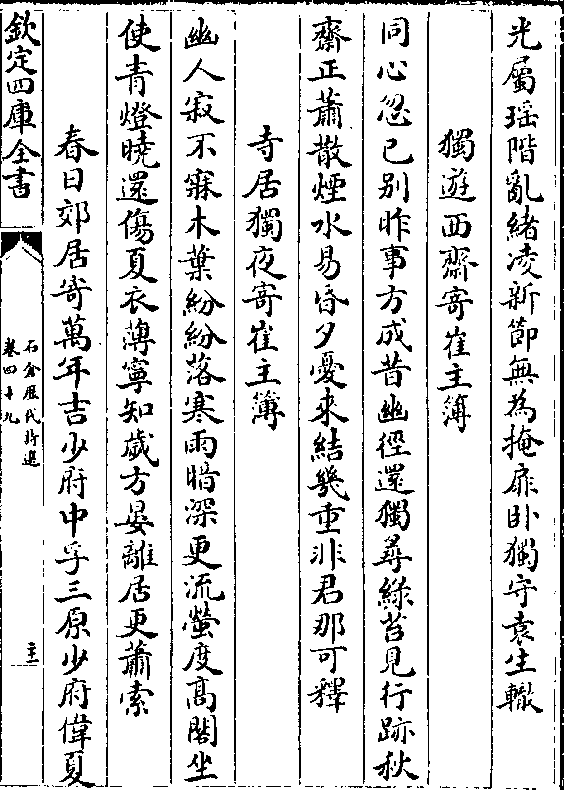 光屬瑶階亂緒凌新節無為掩扉卧獨守袁生轍
獨遊西齋寄崔主簿
同心忽已别昨事方成昔幽徑還獨尋綠苔見行跡秋
齋正蕭散煙水易昏夕憂來結幾重非君那可釋
寺居獨夜寄崔主簿
幽人寂不寐木葉紛紛落寒雨暗深更流螢度髙閣坐
使青燈曉還傷夏衣薄寧知歲方晏離居更蕭索
春日郊居寄萬年吉少府中孚三原少府偉夏
欽定四庫全書
石倉歴代詩選
卷四十九